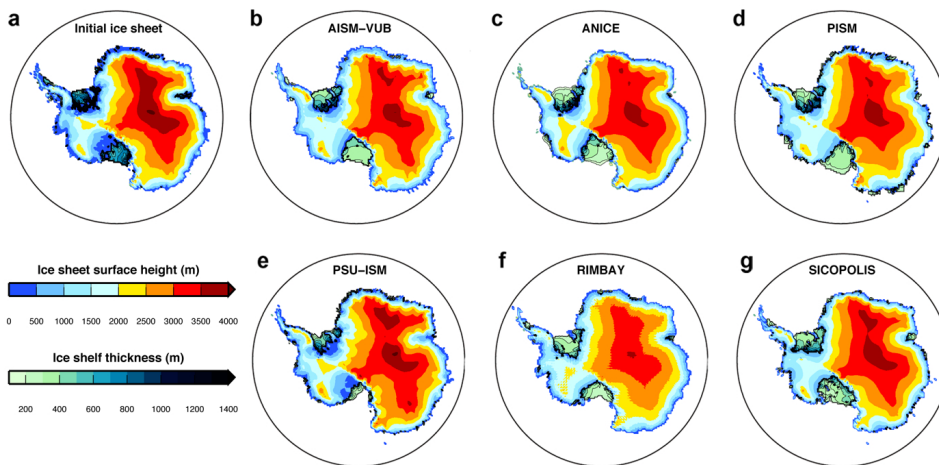 a
Initial ice sheet
b
AISM–VUB
c
ANICE
d
PISM
Ice sheet surface height (m)
0 500 1000 1500 2000 2500 3000 3500 4000
Ice shelf thickness (m)
200 400 600 800 1000 1200 1400
e
PSU–ISM
f
RIMBAY
g
SICOPOLIS